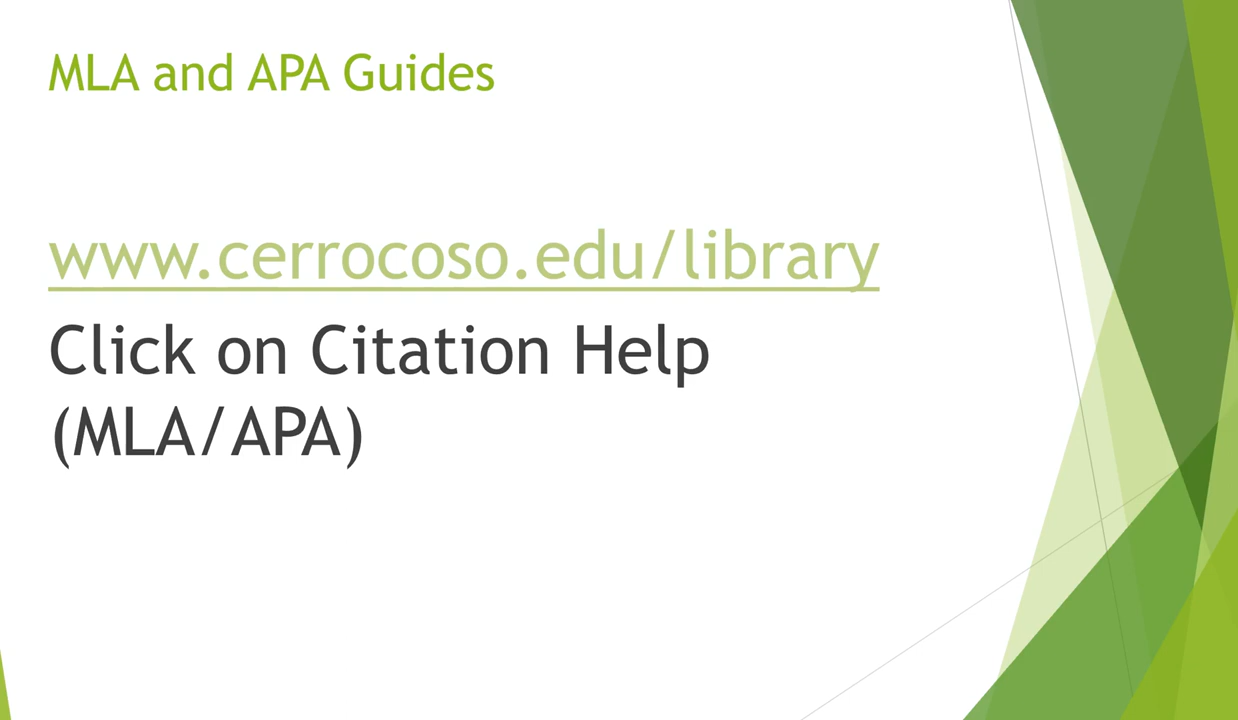 MLA and APA Guides
www.cerrocoso.edu/library
Click on Citation Help
(MLA/APA)